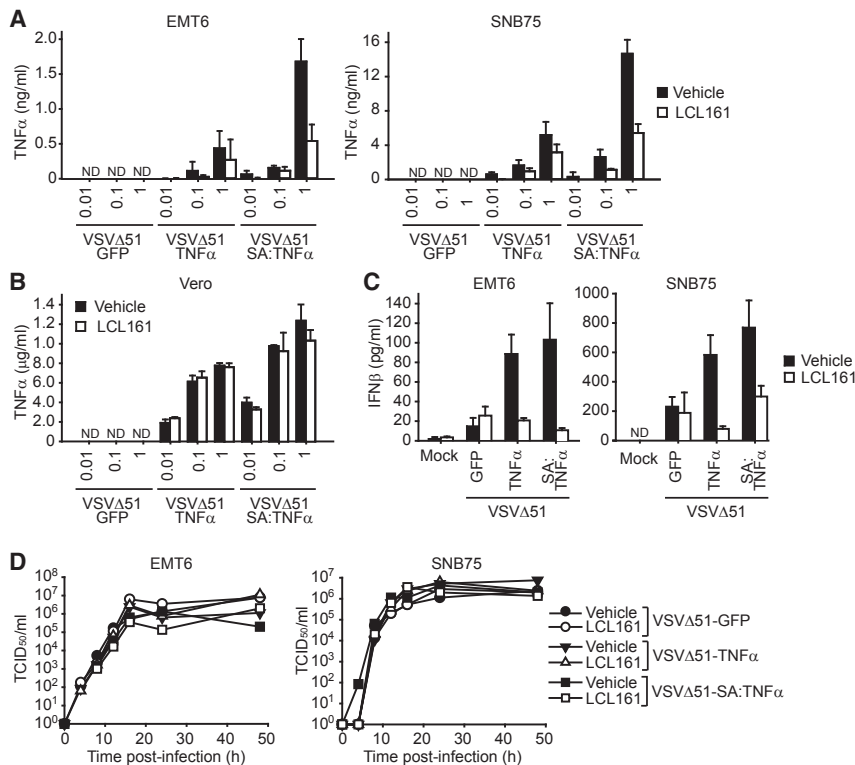 A
EMT6
SNB75
TNFα (ng/ml)
2.0
1.5
1.0
0.5
0
ND ND ND
0.01 0.1 1 0.01 0.1 1 0.01 0.1 1
VSVΔ51 GFP
VSVΔ51 TNFα
VSVΔ51 SA:TNFα
TNFα (ng/ml)
16
12
8
4
0
ND ND ND
0.01 0.1 1 0.01 0.1 1 0.01 0.1 1
VSVΔ51 GFP
VSVΔ51 TNFα
VSVΔ51 SA:TNFα
Vehicle
LCL161
B
Vero
TNFα (μg/ml)
1.4
1.2
1.0
8.0
6.0
4.0
2.0
0
Vehicle
LCL161
ND ND ND
0.01 0.1 1 0.01 0.1 1 0.01 0.1 1
VSVΔ51 GFP
VSVΔ51 TNFα
VSVΔ51 SA:TNFα
C
EMT6
SNB75
IFNβ (pg/ml)
140
120
100
80
60
40
20
0
Mock
GFP
TNFα
SA: TNFα
VSVΔ51
1000
800
600
400
200
0
ND
Mock
GFP
TNFα
SA: TNFα
VSVΔ51
Vehicle
LCL161
D
EMT6
SNB75
TCID50/ml
10^8
10^7
10^6
10^5
10^4
10^3
10^2
10^1
10^0
0 10 20 30 40 50
Time post-infection (h)
TCID50/ml
10^7
10^6
10^5
10^4
10^3
10^2
10^1
10^0
0 10 20 30 40 50
Time post-infection (h)
Vehicle
LCL161
VSVΔ51-GFP
Vehicle
LCL161
VSVΔ51-TNFα
Vehicle
LCL161
VSVΔ51-SA:TNFα